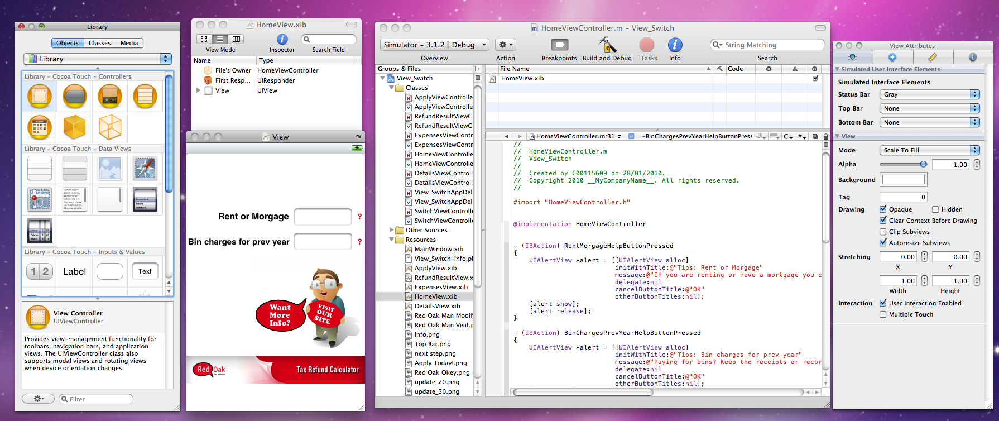 Library
Objects Classes Media
Library
Library - Cocoa Touch - Controllers
Library - Cocoa Touch - Data Views
Library - Cocoa Touch - Inputs & Values
1 2 Label Text
View Controller
UIViewController
Provides view-management functionality for
toolbars, navigation bars, and application
views. The UIViewController class also
supports modal views and rotating views
when device orientation changes.
Filter
HomeView.xib
View Mode Inspector Search Field
Name Type
File's Owner HomeViewController
First Resp... UIResponder
View UIView
View
Rent or Morgage ?
Bin charges for prev year ?
Want
More
Info?
VISIT
OUR
SITE
Red Oak
Tax Refunds
Tax Refund Calculator
HomeViewController.m - View_Switch
Simulator - 3.1.2 | Debug
String Matching
Overview Action Breakpoints Build and Debug Tasks Info Search
Groups & Files
View_Switch
Classes
ApplyViewControlle
ApplyViewControlle
RefundResultViewC
RefundResultViewC
ExpensesViewContr
ExpensesViewContr
HomeViewControlle
HomeViewControlle
DetailsViewControll
DetailsViewControll
View_SwitchAppDel
View_SwitchAppDel
SwitchViewControll
SwitchViewControll
Other Sources
Resources
MainWindow.xib
View_Switch-Info.pl
ApplyView.xib
RefundResultView.x
ExpensesView.xib
HomeView.xib
DetailsView.xib
Red Oak Man Modif
Red Oak Man Visit.p
Info.png
Top Bar.png
next step.png
Apply Today!.png
Red Oak Okey.png
update_20.png
update_30.png
File Name Code
HomeView.xib
HomeViewController.m:31 -BinChargesPrevYearHelpButtonPress C #
//
// HomeViewController.m
// View_Switch
//
// Created by C00115609 on 28/01/2010.
// Copyright 2010 __MyCompanyName__. All rights reserved.
//
#import "HomeViewController.h"
@implementation HomeViewController
- (IBAction) RentMorgageHelpButtonPressed
{
UIAlertView *alert = [[UIAlertView alloc]
initWithTitle:@"Tips: Rent or Morgage"
message:@"If you are renting or have a mortgage you c
delegate:nil
cancelButtonTitle:@"OK"
otherButtonTitles:nil];
[alert show];
[alert release];
}
- (IBAction) BinChargesPrevYearHelpButtonPressed
{
UIAlertView *alert = [[UIAlertView alloc]
initWithTitle:@"Tips: Bin charges for prev year"
message:@"Paying for bins? Keep the receipts or recor
delegate:nil
cancelButtonTitle:@"OK"
otherButtonTitles:nil];
View Attributes
Simulated User Interface Elements
Simulated Interface Elements
Status Bar Gray
Top Bar None
Bottom Bar None
View
Mode Scale To Fill
Alpha 1.00
Background
Tag 0
Drawing Opaque Hidden
Clear Context Before Drawing
Clip Subviews
Autoresize Subviews
Stretching 0.00 0.00
X Y
1.00 1.00
Width Height
Interaction User Interaction Enabled
Multiple Touch